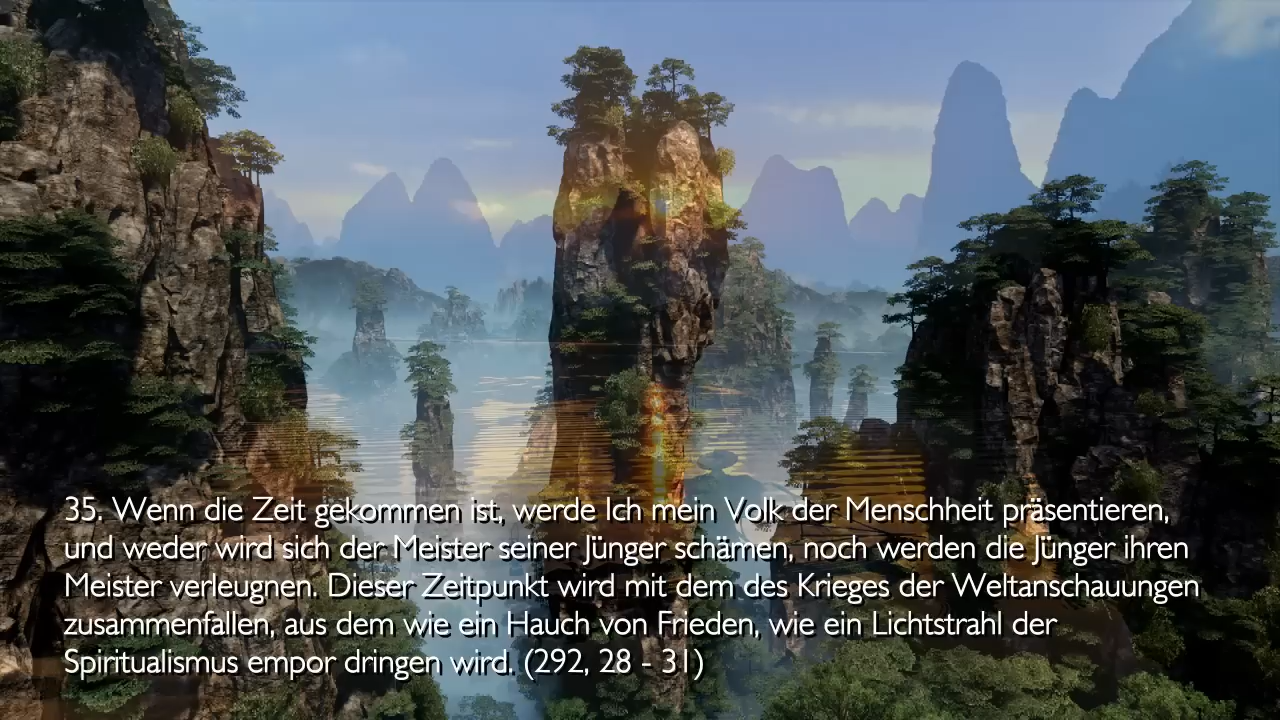 35. Wenn die Zeit gekommen ist, werde Ich mein Volk der Menschheit präsentieren,
und weder wird sich der Meister seiner Jünger schämen, noch werden die Jünger ihren
Meister verleugnen. Dieser Zeitpunkt wird mit dem des Krieges der Weltanschauungen
zusammenfallen, aus dem wie ein Hauch von Frieden, wie ein Lichtstrahl der
Spiritualismus empor dringen wird. (292, 28 - 31)